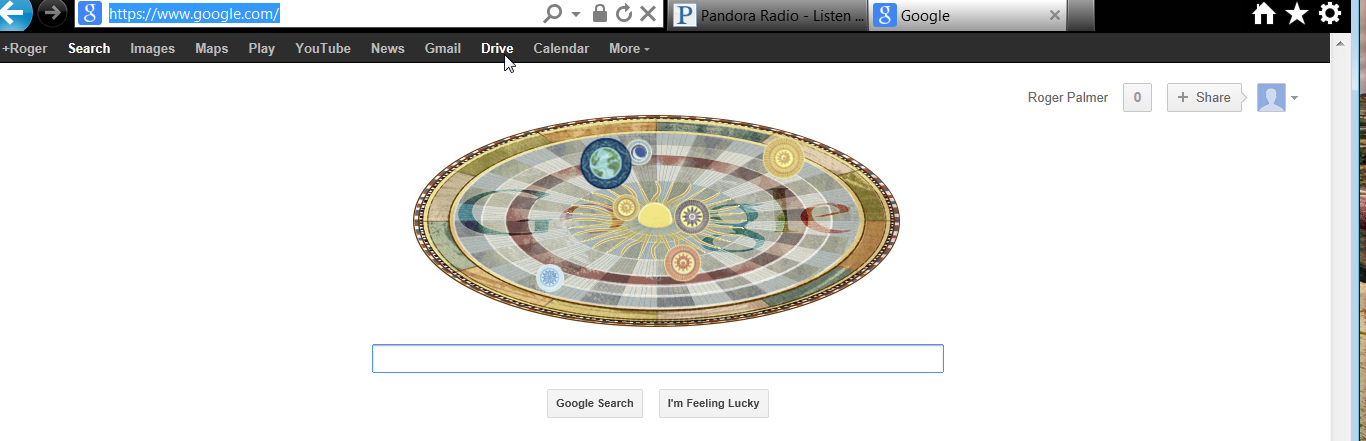 https://www.google.com/
Pandora Radio - Listen ...
Google
+Roger Search Images Maps Play YouTube News Gmail Drive Calendar More
Roger Palmer 0 + Share
Google
Google Search I'm Feeling Lucky